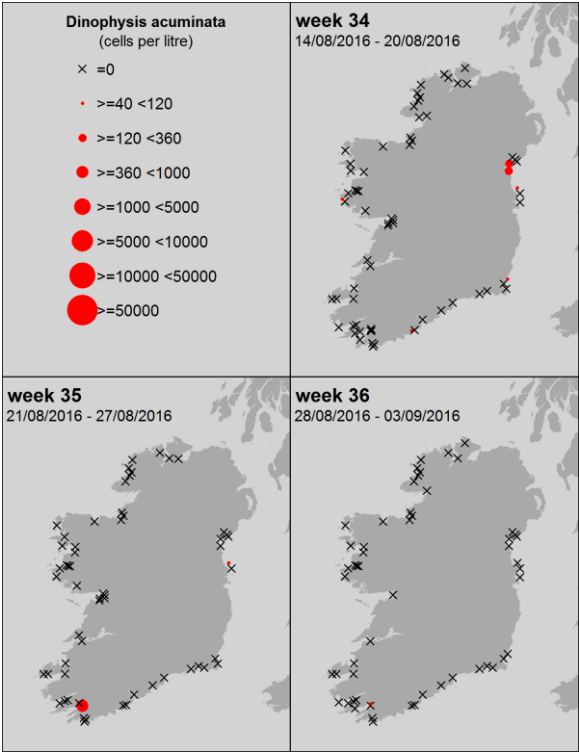 Dinophysis acuminata
(cells per litre)
=0
>=40 <120
>=120 <360
>=360 <1000
>=1000 <5000
>=5000 <10000
>=10000 <50000
>=50000
week 34
14/08/2016 - 20/08/2016
week 35
21/08/2016 - 27/08/2016
week 36
28/08/2016 - 03/09/2016